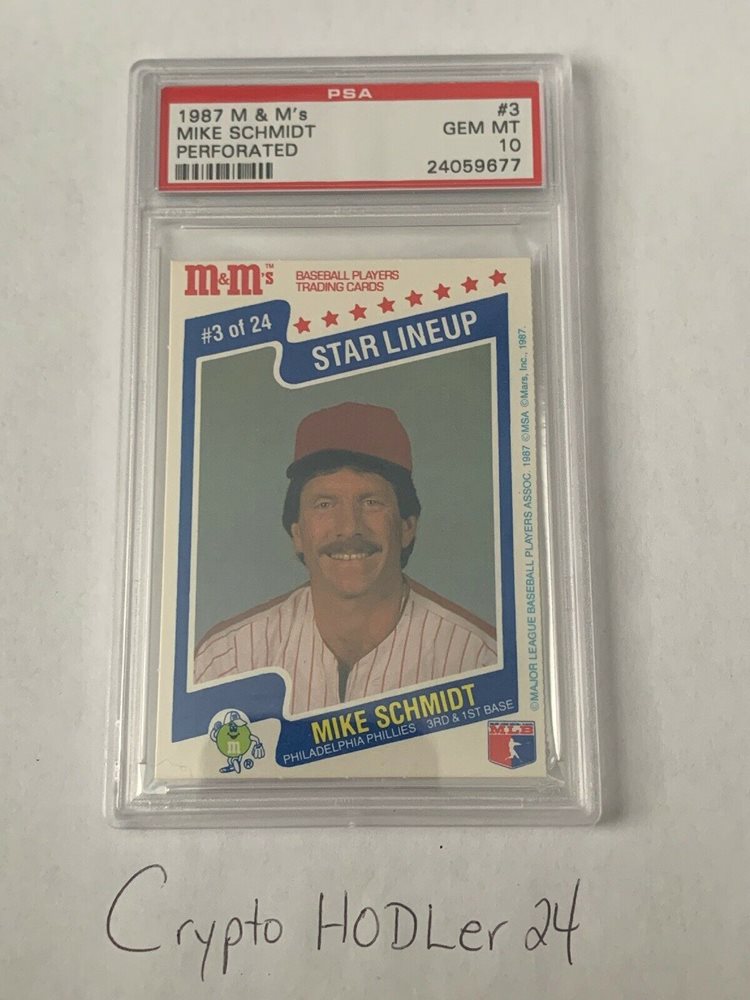 PSA
1987 M & M's #3
MIKE SCHMIDT GEM MT
PERFORATED 10
24059677
m&m's™ BASEBALL PLAYERS
TRADING CARDS
#3 of 24
STAR LINEUP
©MAJOR LEAGUE BASEBALL PLAYERS ASSOC. 1987 ©MSA ©Mars, Inc., 1987.
MIKE SCHMIDT
PHILADELPHIA PHILLIES 3RD & 1ST BASE
m
®
MLB
Crypto HODLer 24